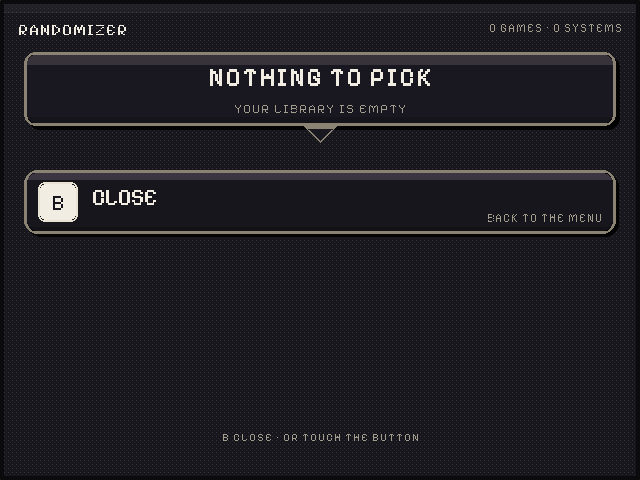 RANDOMIZER
0 GAMES · 0 SYSTEMS
NOTHING TO PICK
YOUR LIBRARY IS EMPTY
B
CLOSE
BACK TO THE MENU
B CLOSE · OR TOUCH THE BUTTON